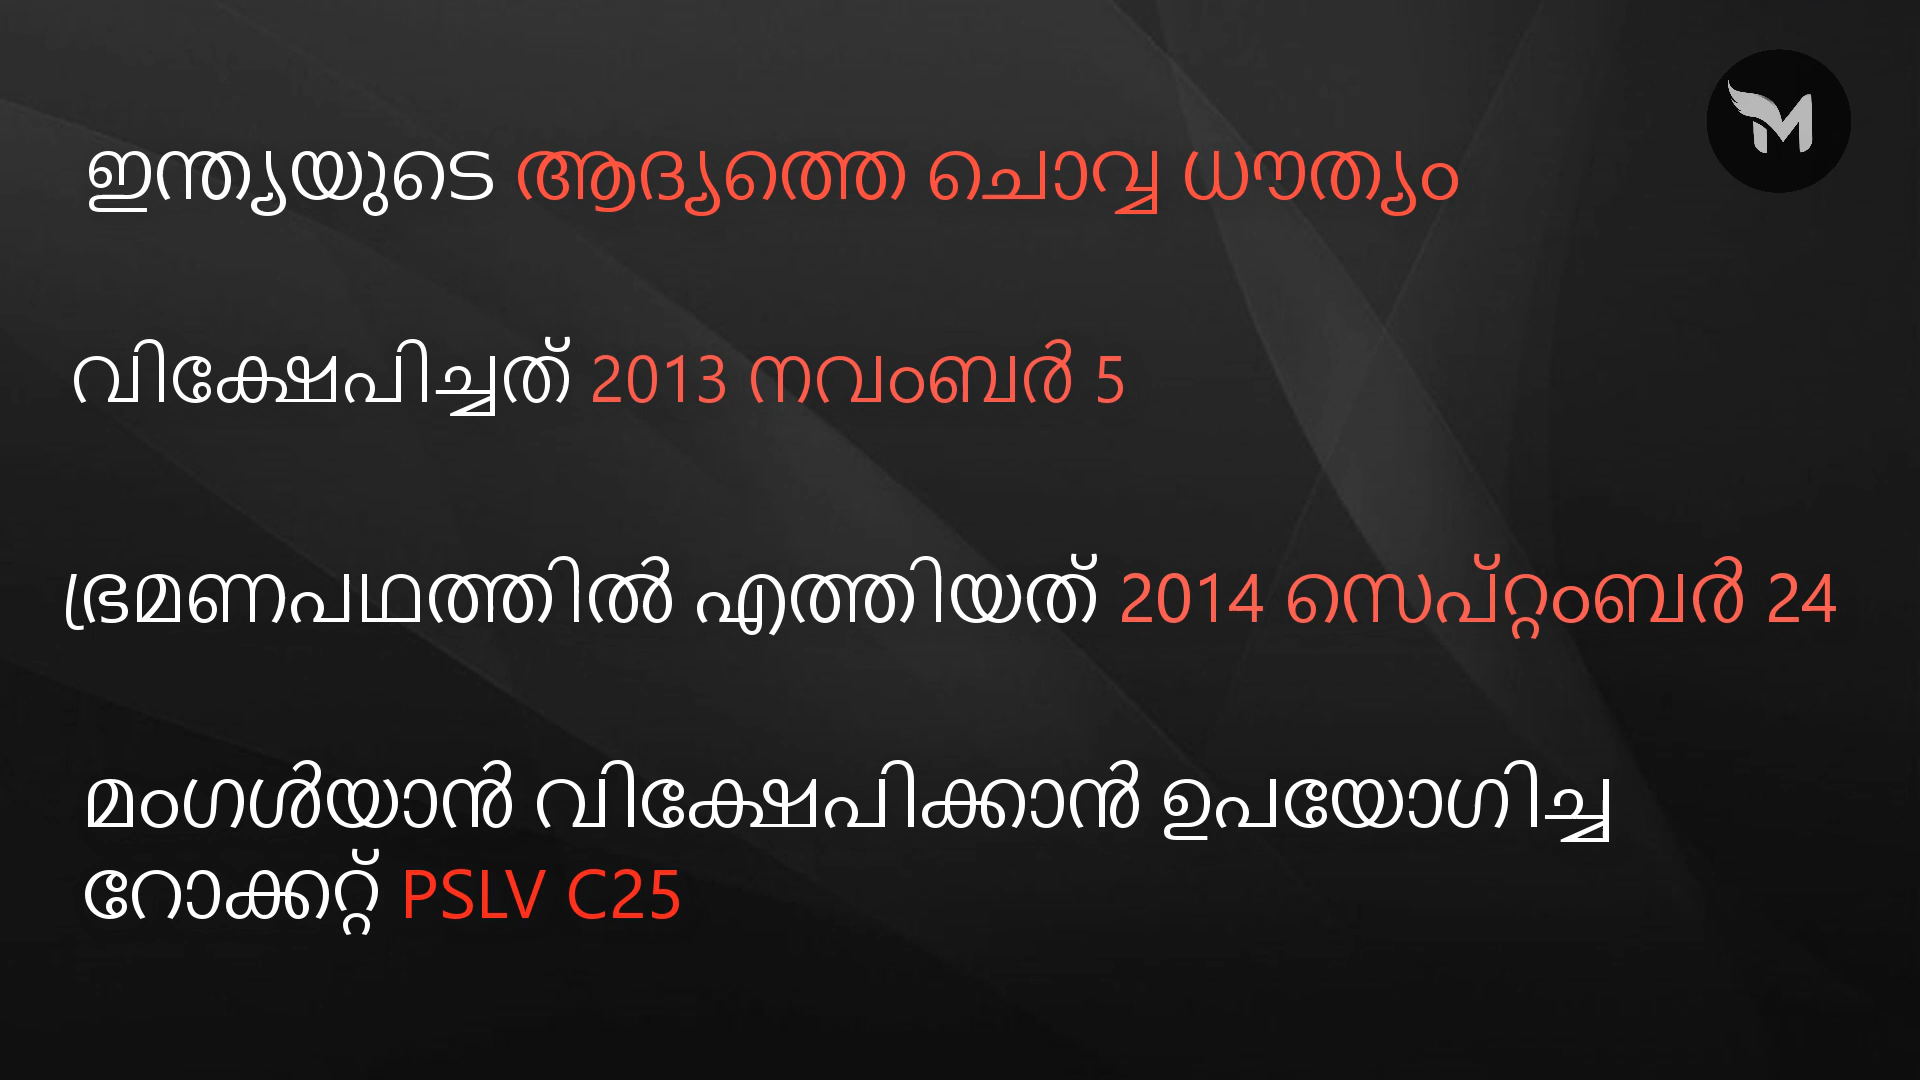 ഇന്ത്യയുടെ ആദ്യത്തെ ചൊവ്വ ധൗത്യം
വിക്ഷേപിച്ചത് 2013 നവംബർ 5
ഭ്രമണപഥത്തിൽ എത്തിയത് 2014 സെപ്റ്റംബർ 24
മംഗൾയാൻ വിക്ഷേപിക്കാൻ ഉപയോഗിച്ച
റോക്കറ്റ് PSLV C25
M